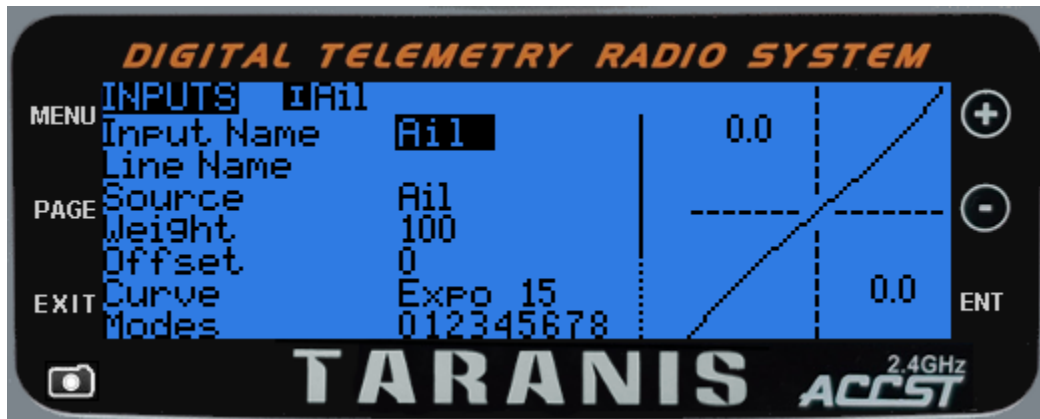 DIGITAL TELEMETRY RADIO SYSTEM
MENU
PAGE
EXIT
INPUTS I Ail
Input Name Ail
Line Name
Source Ail
Weight 100
Offset 0
Curve Expo 15
Modes 012345678
0.0
0.0
+
-
ENT
TARANIS
2.4GHz
ACCST